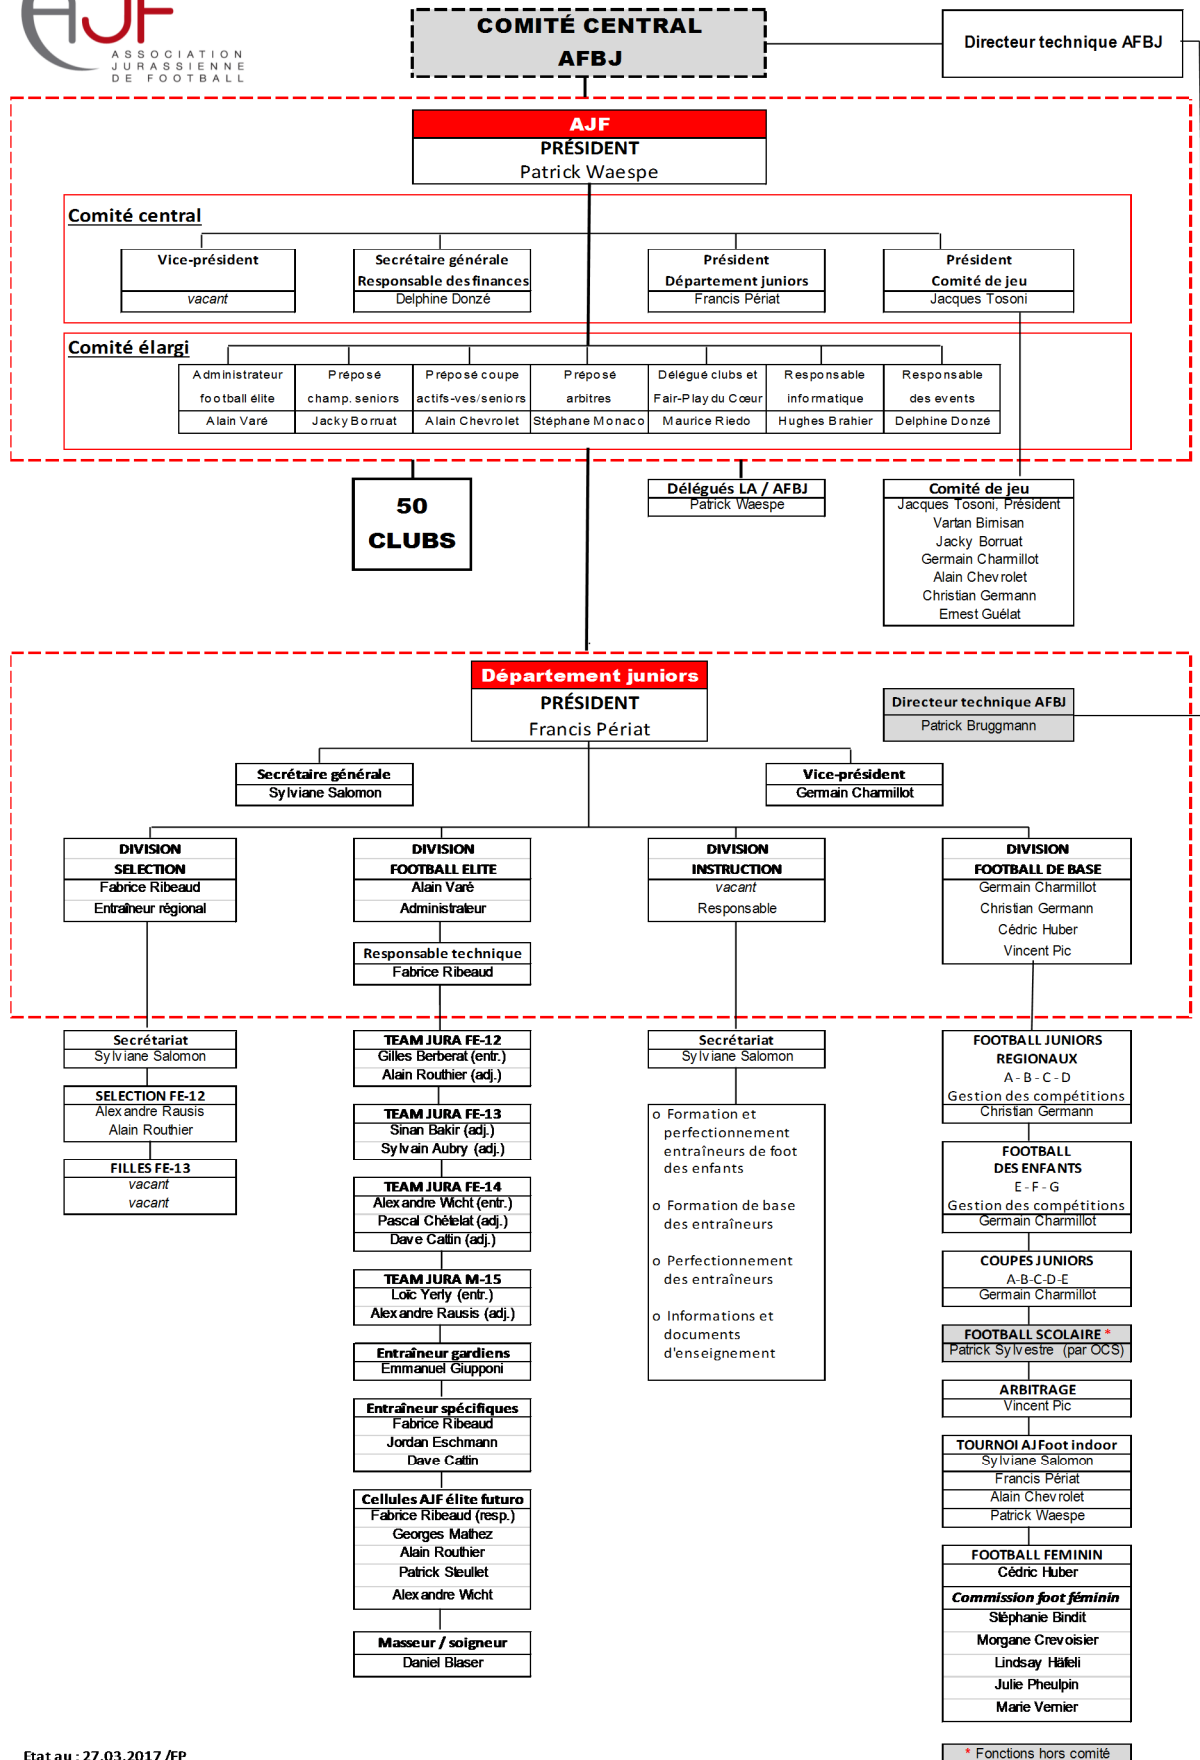 AJF
ASSOCIATION
JURASSIENNE
DE FOOTBALL
COMITÉ CENTRAL
AFBJ
Directeur technique AFBJ
AJF
PRÉSIDENT
Patrick Waespe
Comité central
Vice-président
vacant
Secrétaire générale
Responsable des finances
Delphine Donzé
Président
Département juniors
Francis Périat
Président
Comité de jeu
Jacques Tosoni
Comité élargi
Administrateur
football élite
Alain Varé
Préposé
champ. seniors
Jacky Borruat
Préposé coupe
actifs-ves/seniors
Alain Chevrolet
Préposé
arbitres
Stéphane Monaco
Délégué clubs et
Fair-Play du Cœur
Maurice Riedo
Responsable
informatique
Hughes Brahier
Responsable
des events
Delphine Donzé
50
CLUBS
Délégués LA / AFBJ
Patrick Waespe
Comité de jeu
Jacques Tosoni, Président
Vartan Birnisan
Jacky Borruat
Germain Charmillot
Alain Chevrolet
Christian Germann
Ernest Guélat
Département juniors
PRÉSIDENT
Francis Périat
Directeur technique AFBJ
Patrick Bruggmann
Secrétaire générale
Sylviane Salomon
Vice-président
Germain Charmillot
DIVISION
SELECTION
Fabrice Ribeaud
Entraîneur régional
DIVISION
FOOTBALL ELITE
Alain Varé
Administrateur
Responsable technique
Fabrice Ribeaud
DIVISION
INSTRUCTION
vacant
Responsable
DIVISION
FOOTBALL DE BASE
Germain Charmillot
Christian Germann
Cédric Huber
Vincent Pic
Secrétariat
Sylviane Salomon
SELECTION FE-12
Alexandre Rausis
Alain Routhier
FILLES FE-13
vacant
vacant
TEAM JURA FE-12
Gilles Berberat (entr.)
Alain Routhier (adj.)
TEAM JURA FE-13
Sinan Bakir (adj.)
Sylvain Aubry (adj.)
TEAM JURA FE-14
Alexandre Wicht (entr.)
Pascal Chételat (adj.)
Dave Cattin (adj.)
TEAM JURA M-15
Loïc Yerly (entr.)
Alexandre Rausis (adj.)
Entraîneur gardiens
Emmanuel Giupponi
Entraîneur spécifiques
Fabrice Ribeaud
Jordan Eschmann
Dave Cattin
Cellules AJF élite futuro
Fabrice Ribeaud (resp.)
Georges Mathez
Alain Routhier
Patrick Steullet
Alexandre Wicht
Masseur / soigneur
Daniel Blaser
Secrétariat
Sylviane Salomon
o Formation et
perfectionnement
entraîneurs de foot
des enfants
o Formation de base
des entraîneurs
o Perfectionnement
des entraîneurs
o Informations et
documents
d'enseignement
FOOTBALL JUNIORS
REGIONAUX
A - B - C - D
Gestion des compétitions
Christian Germann
FOOTBALL
DES ENFANTS
E - F - G
Gestion des compétitions
Germain Charmillot
COUPES JUNIORS
A-B-C-D-E
Germain Charmillot
FOOTBALL SCOLAIRE *
Patrick Sylvestre (par OCS)
ARBITRAGE
Vincent Pic
TOURNOI AJFoot indoor
Sylviane Salomon
Francis Périat
Alain Chevrolet
Patrick Waespe
FOOTBALL FEMININ
Cédric Huber
Commission foot féminin
Stéphanie Bindit
Morgane Crevoisier
Lindsay Häfeli
Julie Pheulpin
Marie Vernier
* Fonctions hors comité
Etat au : 27.03.2017 /FP